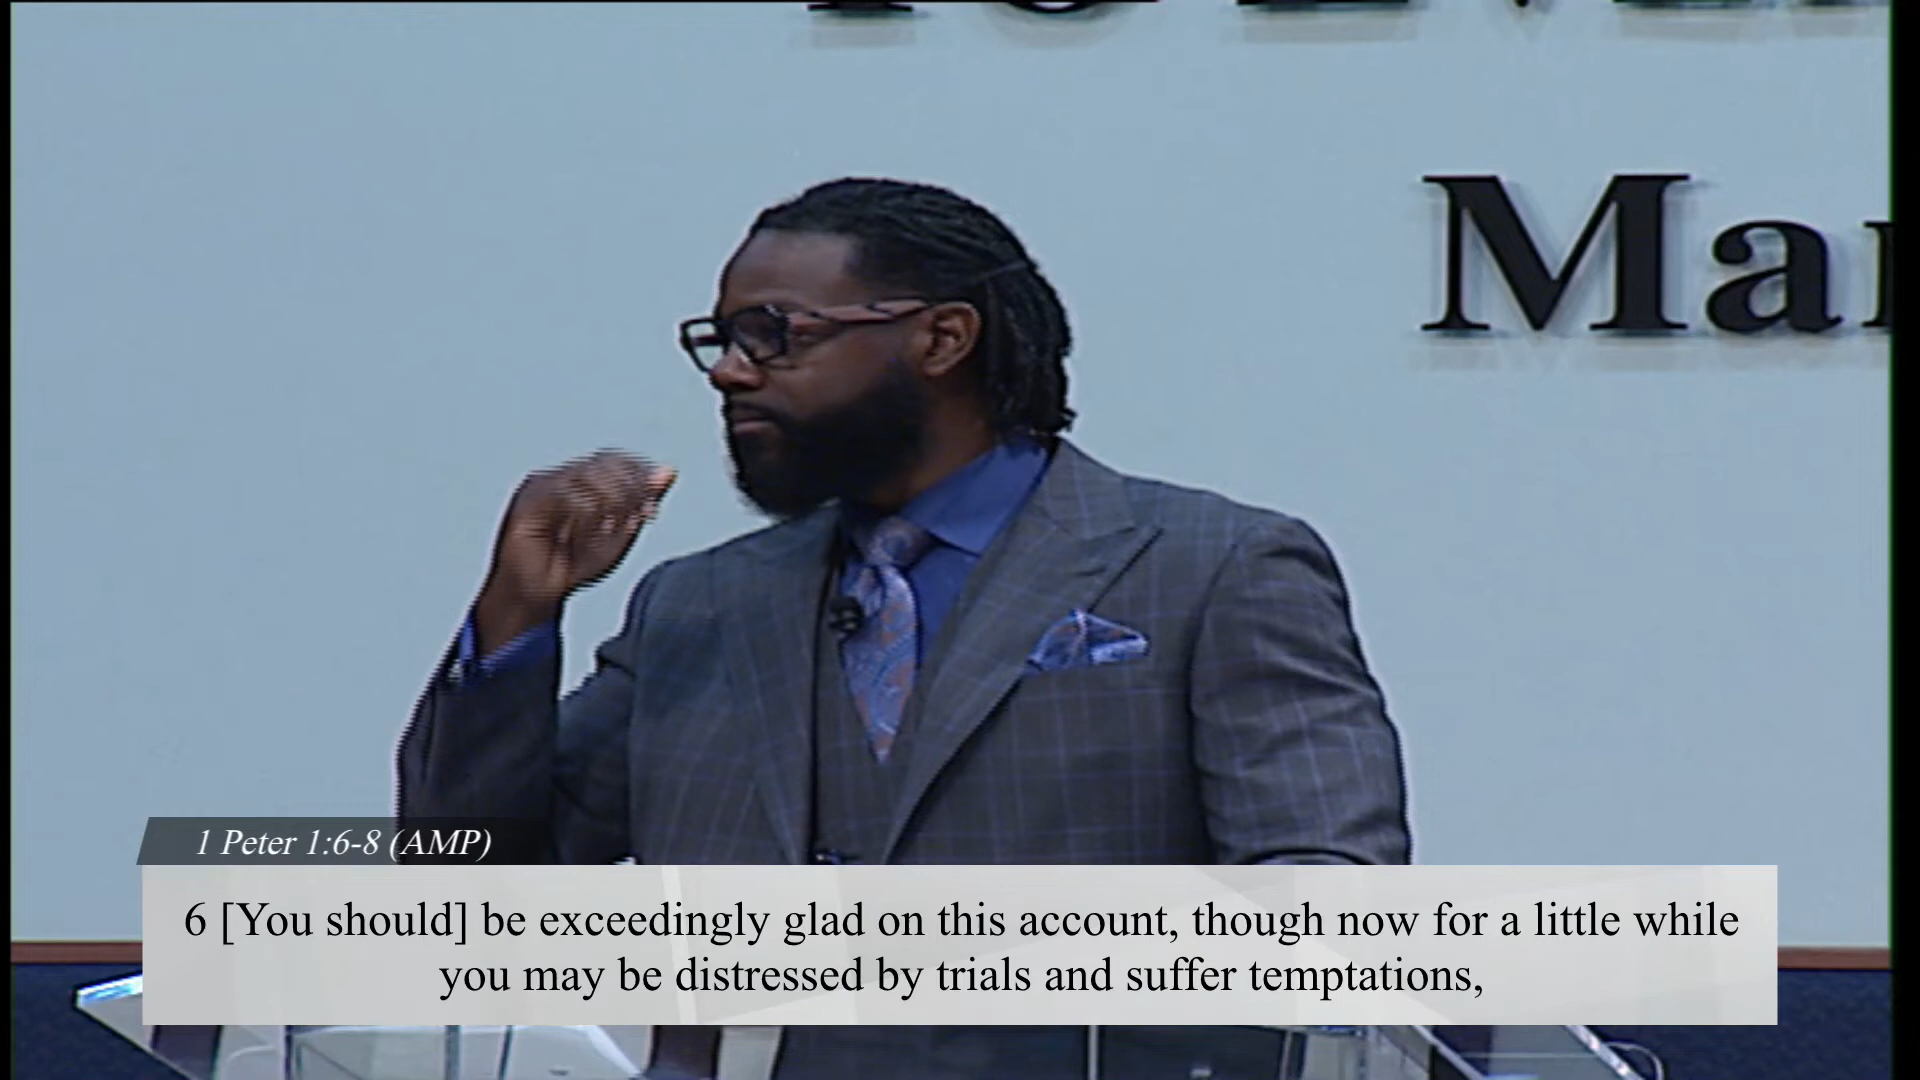 Mar
1 Peter 1:6-8 (AMP)
6 [You should] be exceedingly glad on this account, though now for a little while
you may be distressed by trials and suffer temptations,